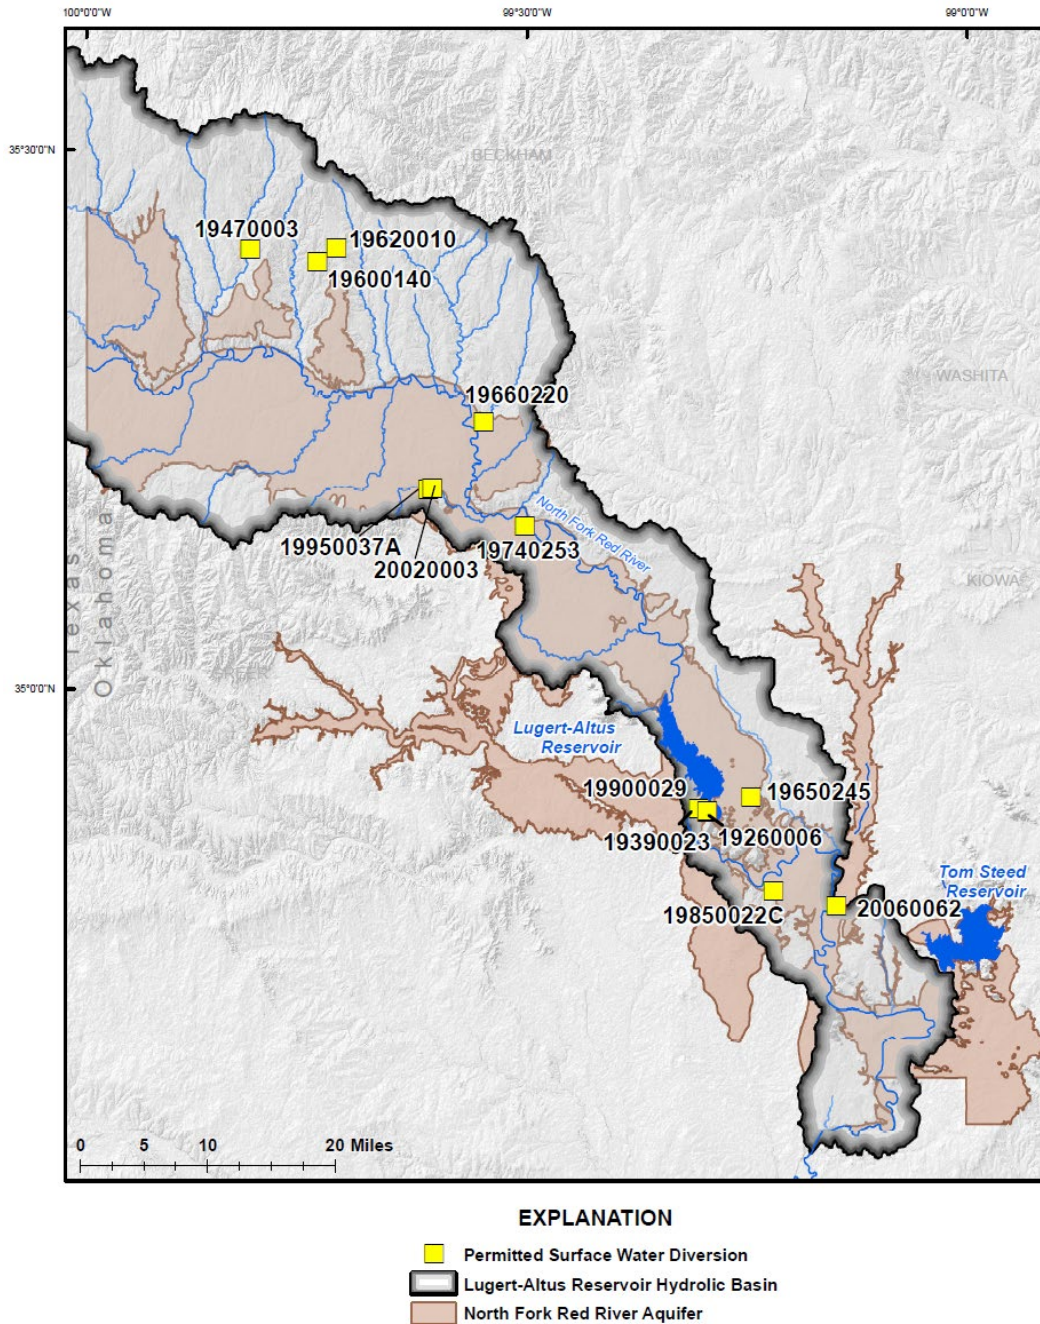 100°0'0"W
99°30'0"W
99°0'0"W
35°30'0"N
BECKHAM
19470003
19620010
19600140
WASHITA
19660220
North Fork Red River
19950037A
20020003
19740253
Texas
Oklahoma
KIOWA
GREER
35°0'0"N
Lugert-Altus
Reservoir
19900029
19650245
19390023
19260006
Tom Steed
Reservoir
19850022C
20060062
0 5 10 20 Miles
EXPLANATION
Permitted Surface Water Diversion
Lugert-Altus Reservoir Hydrolic Basin
North Fork Red River Aquifer